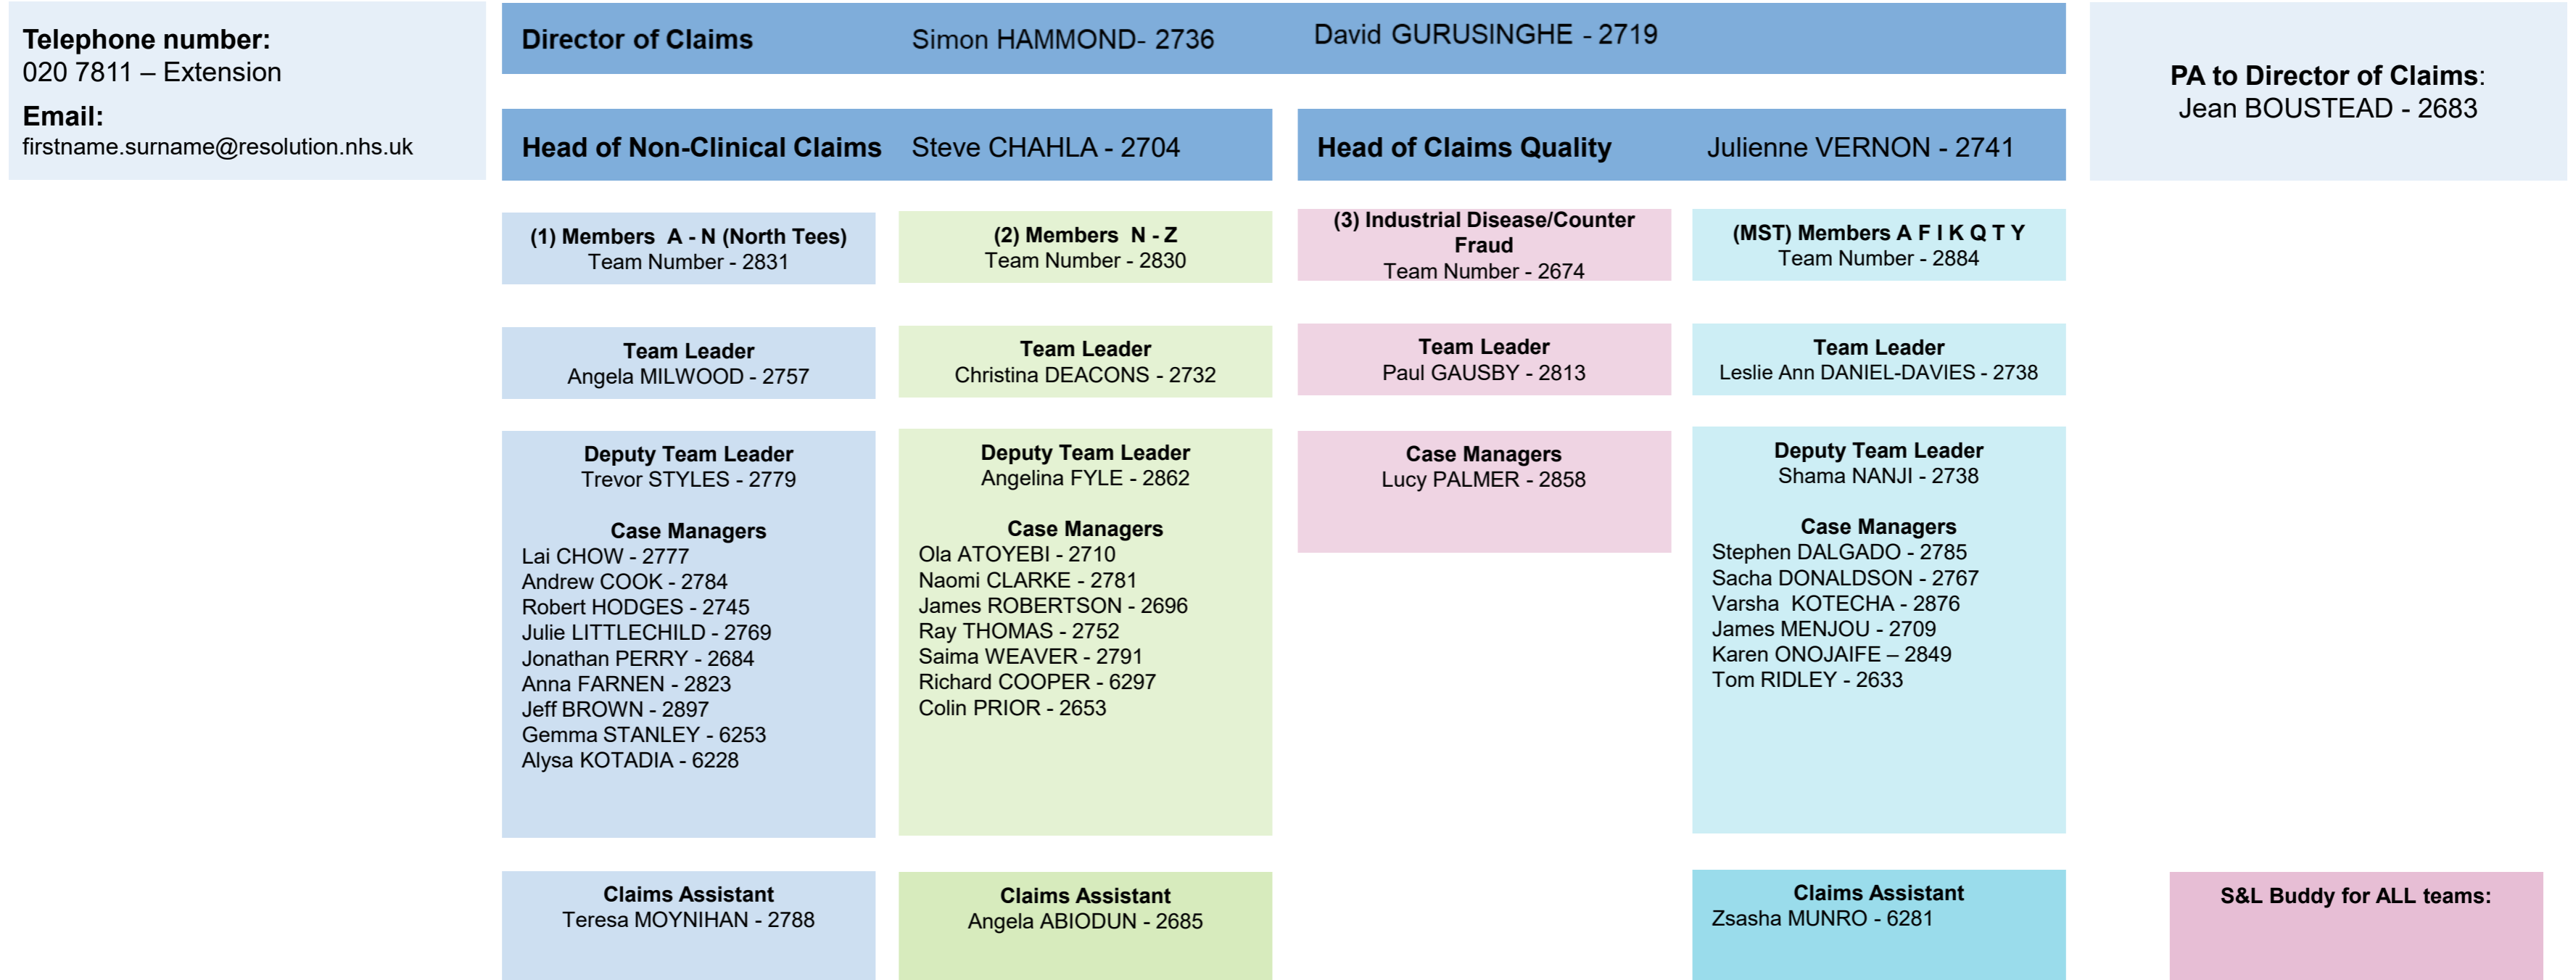 Telephone number:
020 7811 – Extension
Email:
firstname.surname@resolution.nhs.uk
Director of Claims Simon HAMMOND- 2736 David GURUSINGHE - 2719
PA to Director of Claims:
Jean BOUSTEAD - 2683
Head of Non-Clinical Claims Steve CHAHLA - 2704
Head of Claims Quality Julienne VERNON - 2741
(1) Members  A - N (North Tees)
Team Number - 2831
Team Leader
Angela MILWOOD - 2757
Deputy Team Leader
Trevor STYLES - 2779
Case Managers
Lai CHOW - 2777
Andrew COOK - 2784
Robert HODGES - 2745
Julie LITTLECHILD - 2769
Jonathan PERRY - 2684
Anna FARNEN - 2823
Jeff BROWN - 2897
Gemma STANLEY - 6253
Alysa KOTADIA - 6228
Claims Assistant
Teresa MOYNIHAN - 2788
(2) Members  N - Z
Team Number - 2830
Team Leader
Christina DEACONS - 2732
Deputy Team Leader
Angelina FYLE - 2862
Case Managers
Ola ATOYEBI - 2710
Naomi CLARKE - 2781
James ROBERTSON - 2696
Ray THOMAS - 2752
Saima WEAVER - 2791
Richard COOPER - 6297
Colin PRIOR - 2653
Claims Assistant
Angela ABIODUN - 2685
(3) Industrial Disease/Counter
Fraud
Team Number - 2674
Team Leader
Paul GAUSBY - 2813
Case Managers
Lucy PALMER - 2858
(MST) Members A F I K Q T Y
Team Number - 2884
Team Leader
Leslie Ann DANIEL-DAVIES - 2738
Deputy Team Leader
Shama NANJI - 2738
Case Managers
Stephen DALGADO - 2785
Sacha DONALDSON - 2767
Varsha  KOTECHA - 2876
James MENJOU - 2709
Karen ONOJAIFE – 2849
Tom RIDLEY - 2633
Claims Assistant
Zsasha MUNRO - 6281
S&L Buddy for ALL teams: